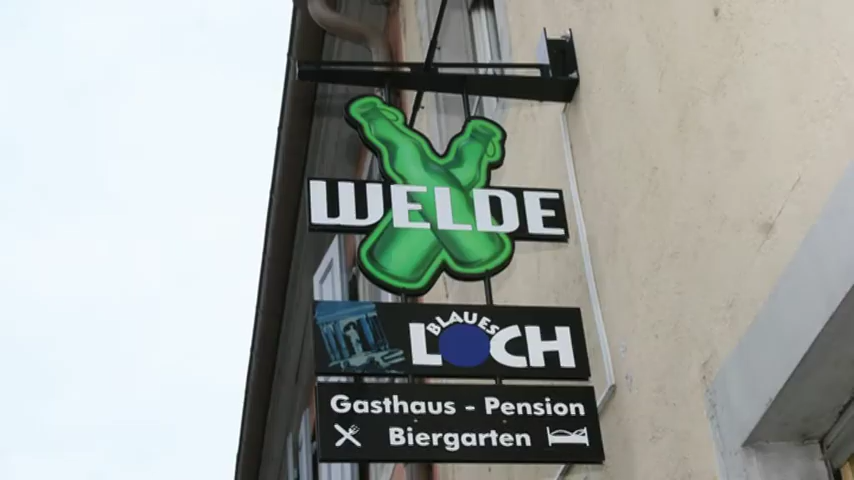 WELDE
BLAUES
LOCH
Gasthaus - Pension
Biergarten